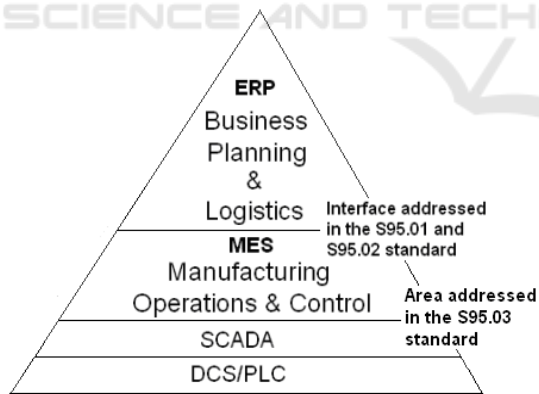 SCIENCE AND TECH
ERP
Business
Planning
&
Logistics
Interface addressed
in the S95.01 and
S95.02 standard
MES
Manufacturing
Operations & Control
Area addressed
in the S95.03
standard
SCADA
DCS/PLC